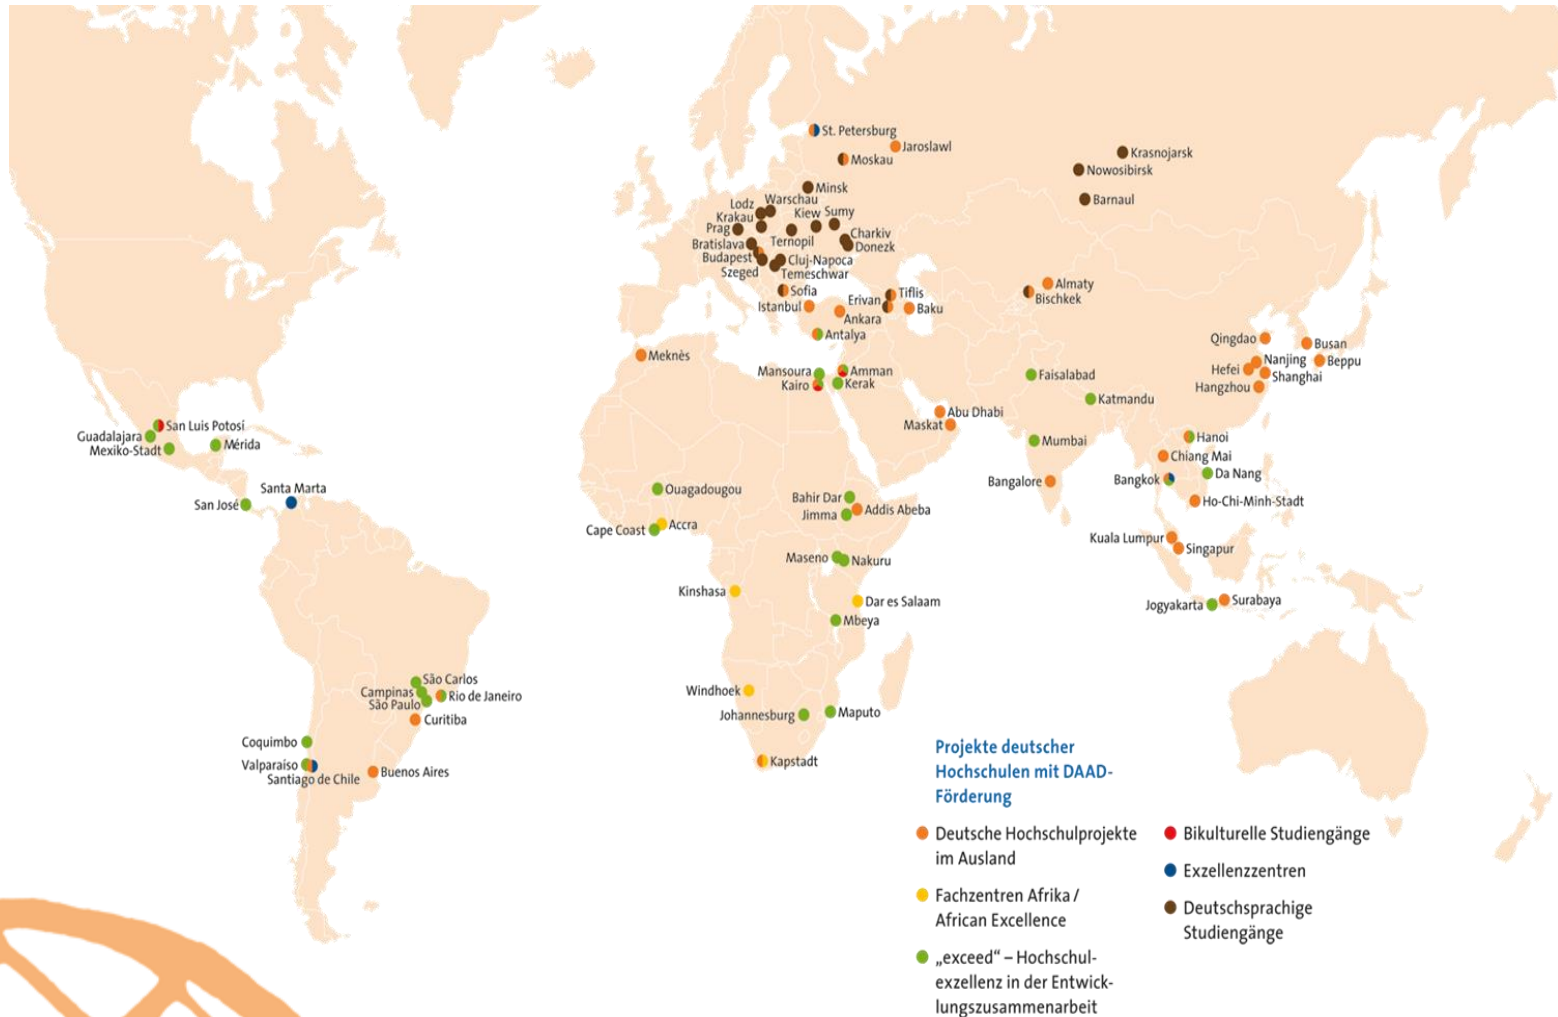 St. Petersburg
Jaroslawl
Moskau
Krasnojarsk
Nowosibirsk
Minsk
Barnaul
Warschau
Lodz
Kiew
Sumy
Krakau
Prag
Charkiv
Ternopil
Bratislava
Donezk
Budapest
Cluj-Napoca
Szeged
Temeschwar
Sofia
Istanbul
Erivan
Tiflis
Baku
Ankara
Antalya
Almaty
Bischkek
Qingdao
Busan
Nanjing
Beppu
Hefei
Shanghai
Hangzhou
Meknès
Mansoura
Amman
Kairo
Kerak
Faisalabad
Katmandu
Abu Dhabi
Maskat
San Luis Potosí
Guadalajara
Mexiko-Stadt
Mérida
Mumbai
Hanoi
Chiang Mai
Bangkok
Da Nang
Bangalore
Ho-Chi-Minh-Stadt
Santa Marta
San José
Ouagadougou
Bahir Dar
Addis Abeba
Jimma
Accra
Cape Coast
Kuala Lumpur
Singapur
Maseno
Nakuru
Kinshasa
Dar es Salaam
Mbeya
Jogyakarta
Surabaya
São Carlos
Campinas
Rio de Janeiro
São Paulo
Curitiba
Windhoek
Johannesburg
Maputo
Coquimbo
Valparaíso
Santiago de Chile
Buenos Aires
Kapstadt
Projekte deutscher
Hochschulen mit DAAD-
Förderung
Deutsche Hochschulprojekte
im Ausland
Fachzentren Afrika /
African Excellence
„exceed“ – Hochschul-
exzellenz in der Entwick-
lungszusammenarbeit
Bikulturelle Studiengänge
Exzellenzzentren
Deutschsprachige
Studiengänge